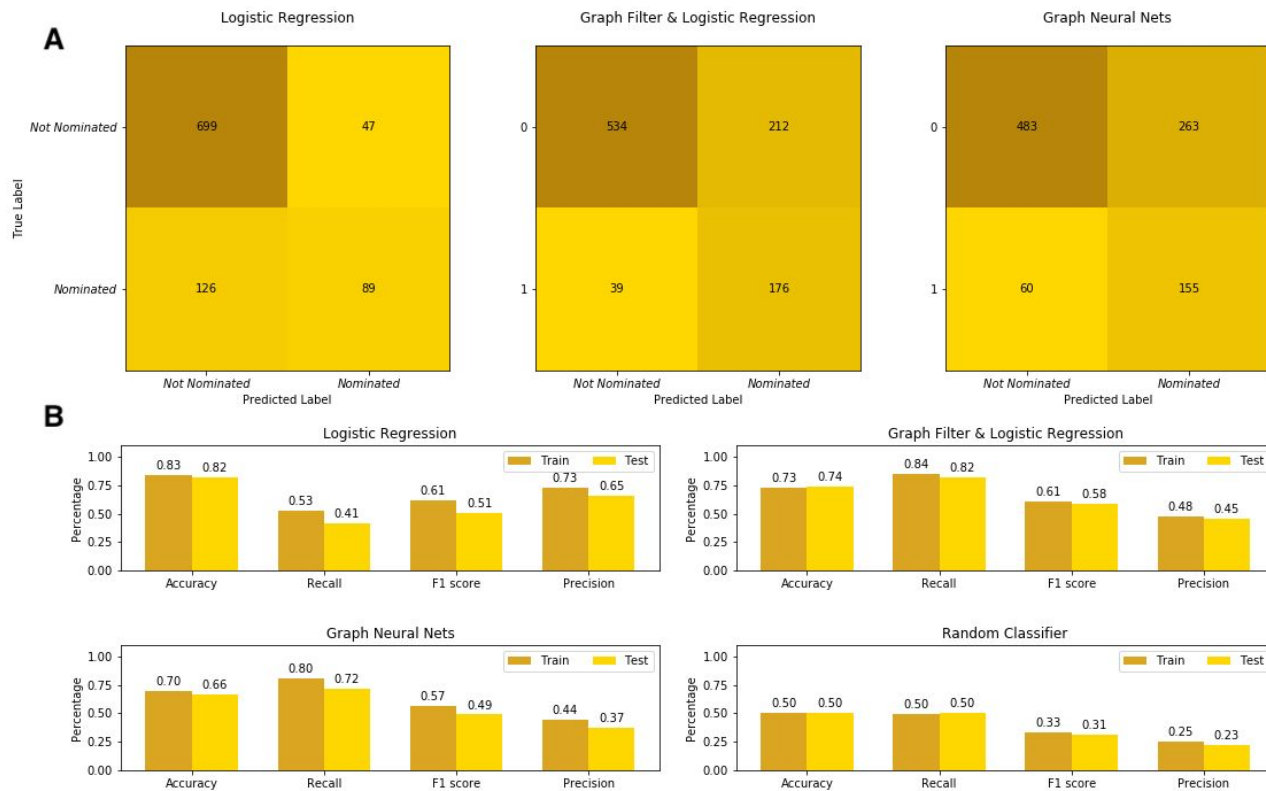 Logistic Regression
Graph Filter & Logistic Regression
Graph Neural Nets
A
Not Nominated
699
47
0
534
212
0
483
263
True Label
Nominated
126
89
1
39
176
1
60
155
Not Nominated
Nominated
Not Nominated
Nominated
Not Nominated
Nominated
Predicted Label
Predicted Label
Predicted Label
B
Logistic Regression
1.00
0.75
0.50
0.25
0.00
Percentage
0.83
0.82
0.53
0.41
0.61
0.51
0.73
0.65
Train
Test
Accuracy
Recall
F1 score
Precision
Graph Filter & Logistic Regression
1.00
0.75
0.50
0.25
0.00
Percentage
0.73
0.74
0.84
0.82
0.61
0.58
0.48
0.45
Train
Test
Accuracy
Recall
F1 score
Precision
Graph Neural Nets
1.00
0.75
0.50
0.25
0.00
Percentage
0.70
0.66
0.80
0.72
0.57
0.49
0.44
0.37
Train
Test
Accuracy
Recall
F1 score
Precision
Random Classifier
1.00
0.75
0.50
0.25
0.00
Percentage
0.50
0.50
0.50
0.50
0.33
0.31
0.25
0.23
Train
Test
Accuracy
Recall
F1 score
Precision